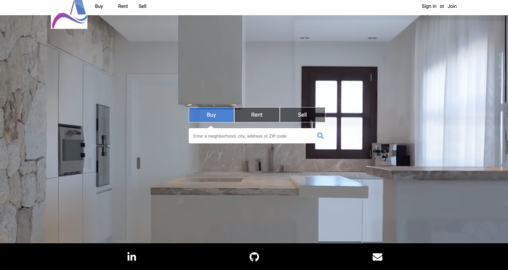 Buy Rent Sell Sign in or Join
Buy Rent Sell
Enter a neighborhood, city, address or ZIP code